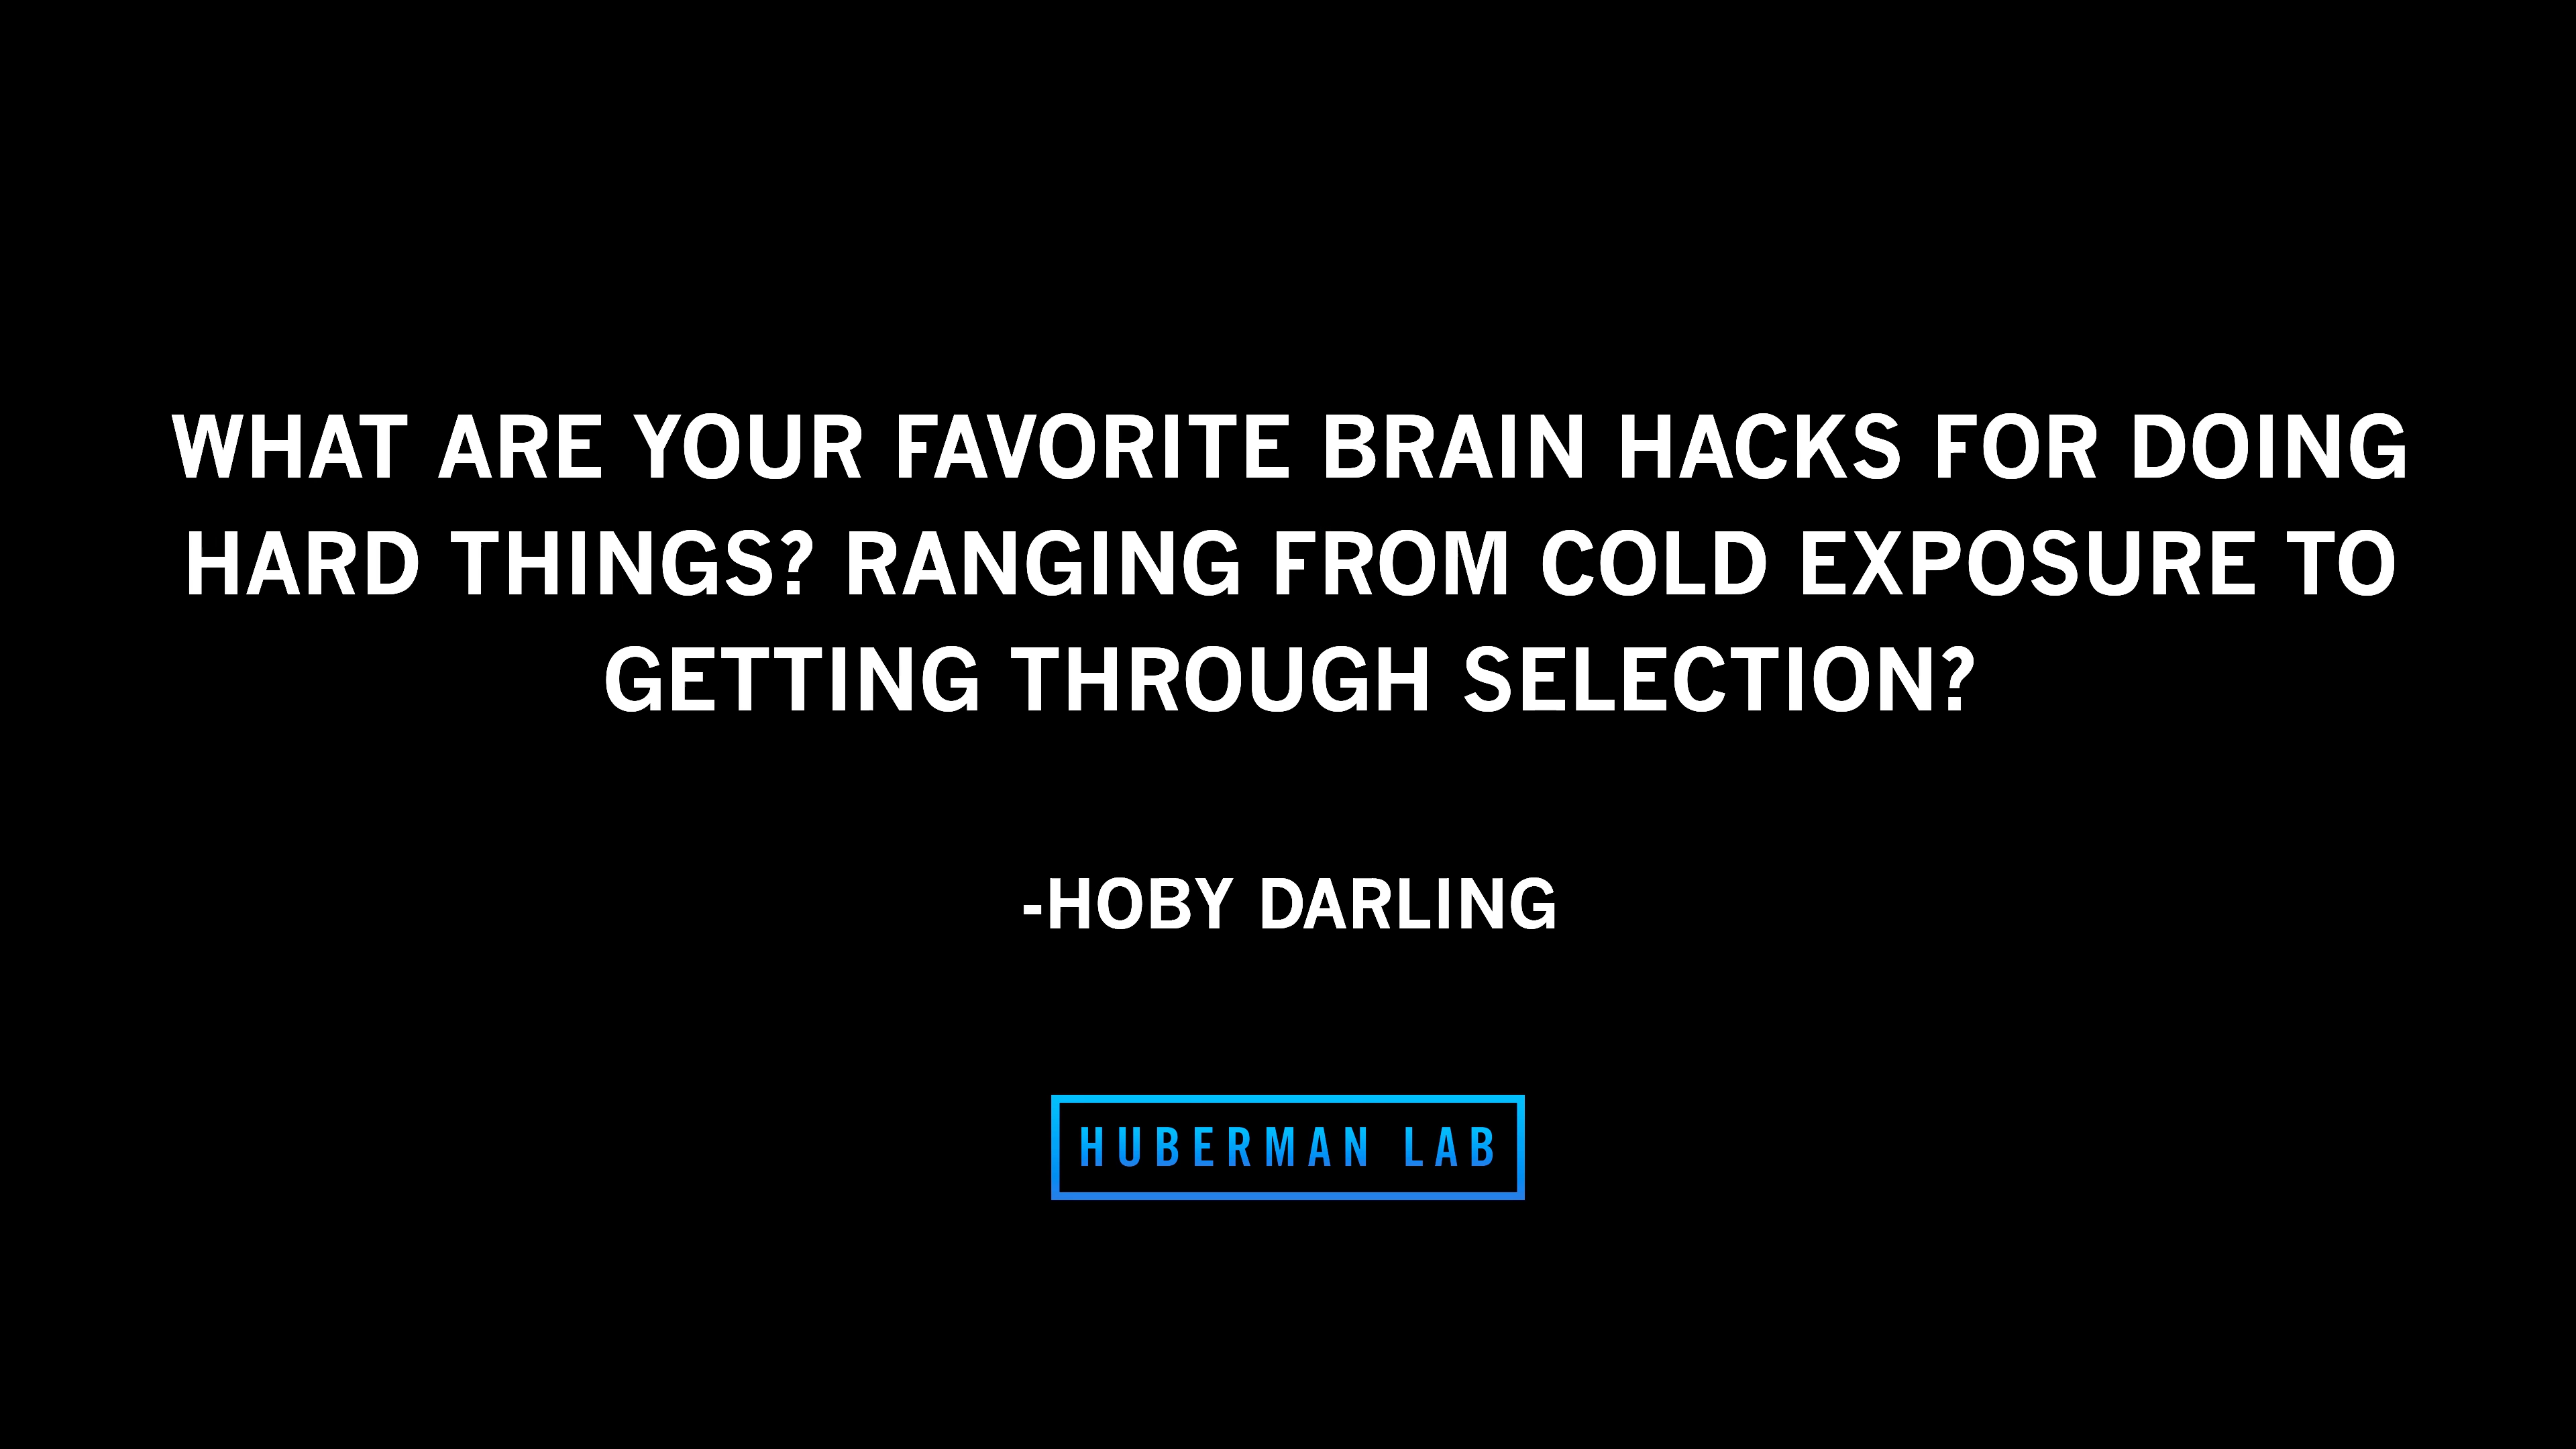 WHAT ARE YOUR FAVORITE BRAIN HACKS FOR DOING
HARD THINGS? RANGING FROM COLD EXPOSURE TO
GETTING THROUGH SELECTION?
-HOBY DARLING
HUBERMAN LAB